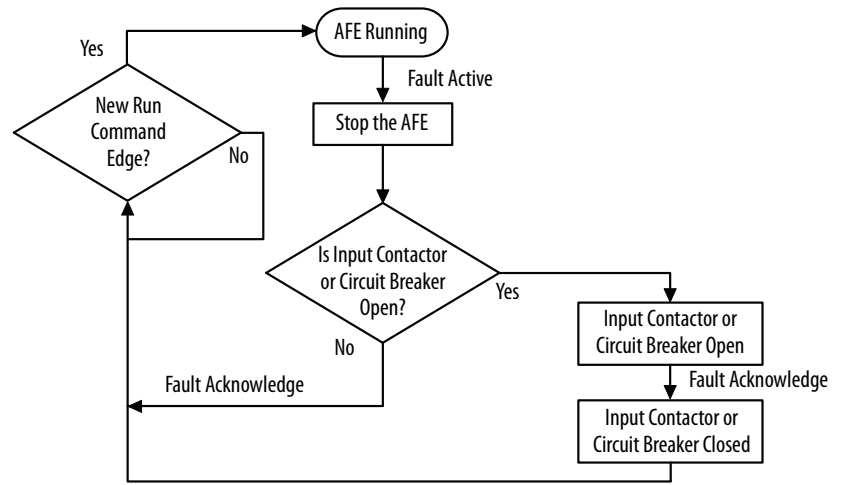 AFE Running
Yes
Fault Active
New Run
Command
Edge?
Stop the AFE
No
Is Input Contactor
or Circuit Breaker
Open?
Yes
No
Input Contactor or
Circuit Breaker Open
Fault Acknowledge
Fault Acknowledge
Input Contactor or
Circuit Breaker Closed